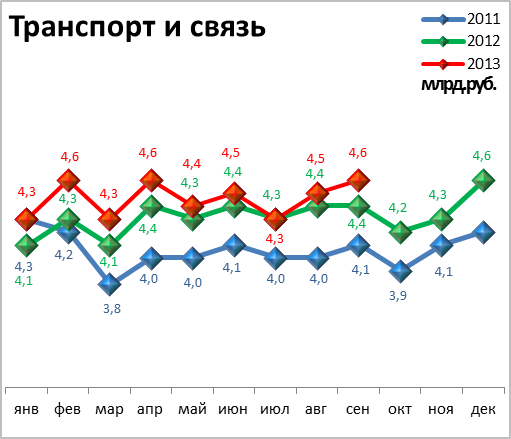 Транспорт и связь
2011
2012
2013
млрд.руб.
4,3 4,6 4,3 4,6 4,4 4,5 4,3 4,5 4,6
4,1 4,3 4,1 4,4 4,3 4,4 4,3 4,4 4,4 4,2 4,3 4,6
4,3 4,2 3,8 4,0 4,0 4,1 4,0 4,0 4,1 3,9 4,1
янв фев мар апр май июн июл авг сен окт ноя дек